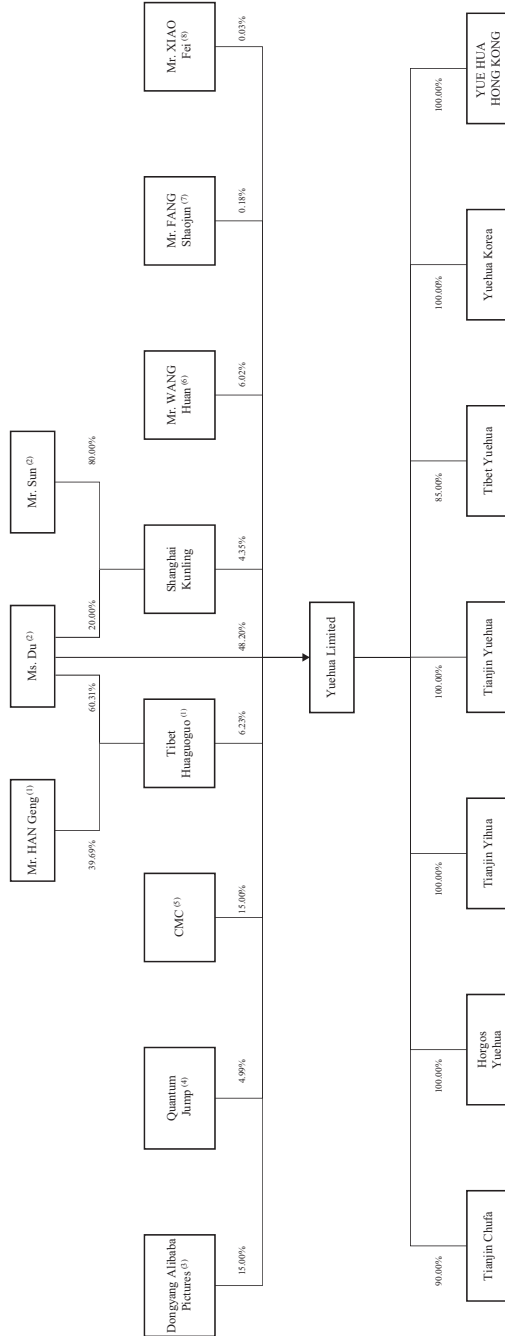 Mr. HAN Geng (1)
Ms. Du (2)
Mr. Sun (2)
39.69%
60.31%
20.00%
80.00%
Dongyang Alibaba
Pictures (3)
Quantum
Jump (4)
CMC (5)
Tibet
Huaguoguo (1)
Shanghai
Kunling
Mr. WANG
Huan (6)
Mr. FANG
Shaojun (7)
Mr. XIAO
Fei (8)
15.00%
4.99%
15.00%
6.23%
48.20%
4.35%
6.02%
0.18%
0.03%
Yuehua Limited
90.00%
100.00%
100.00%
100.00%
85.00%
100.00%
100.00%
Tianjin Chufa
Horgos
Yuehua
Tianjin Yihua
Tianjin Yuehua
Tibet Yuehua
Yuehua Korea
YUE HUA
HONG KONG